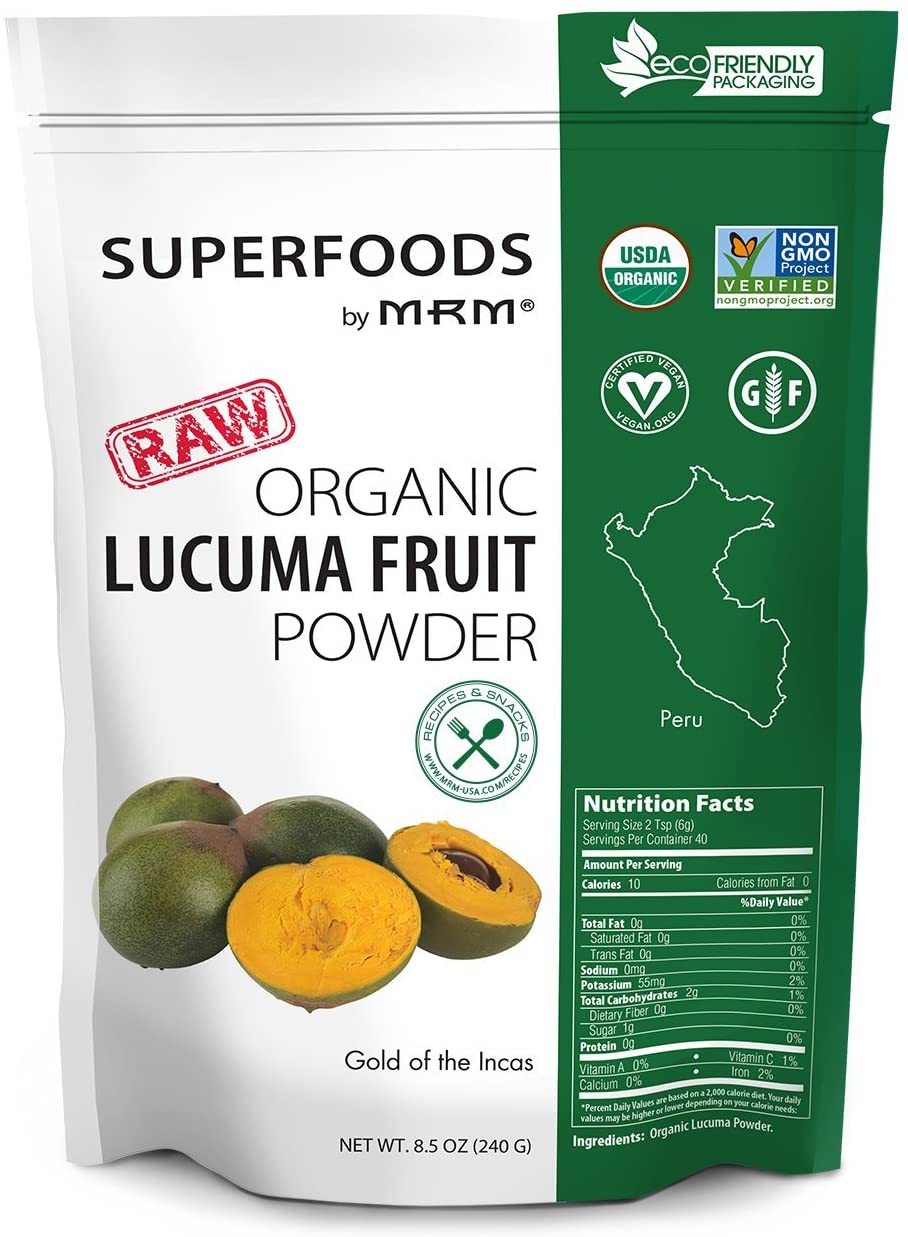 eco FRIENDLY
PACKAGING
SUPERFOODS
by MRM®
USDA
ORGANIC
NON
GMO
Project
VERIFIED
nongmoproject.org
CERTIFIED VEGAN
VEGAN.ORG
G F
RAW
ORGANIC
LUCUMA FRUIT
POWDER
RECIPES & SNACKS
WWW.MRM-USA.COM/RECIPES
Peru
Gold of the Incas
NET WT. 8.5 OZ (240 G)
Nutrition Facts
Serving Size 2 Tsp (6g)
Servings Per Container 40
Amount Per Serving
Calories 10 Calories from Fat 0
%Daily Value*
Total Fat 0g 0%
Saturated Fat 0g 0%
Trans Fat 0g 0%
Sodium 0mg 0%
Potassium 55mg 2%
Total Carbohydrates 2g 1%
Dietary Fiber 0g 0%
Sugar 1g
Protein 0g 0%
Vitamin A 0% • Vitamin C 1%
Calcium 0% • Iron 2%
*Percent Daily Values are based on a 2,000 calorie diet. Your daily
values may be higher or lower depending on your calorie needs:
Ingredients: Organic Lucuma Powder.